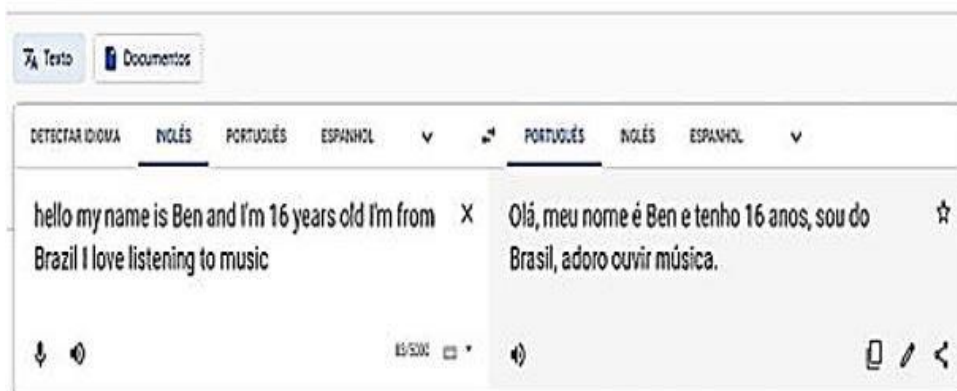 Texto
Documentos
DETECTAR IDIOMA INGLÊS PORTUGUÊS ESPANHOL
PORTUGUÊS INGLÊS ESPANHOL
hello my name is Ben and I'm 16 years old I'm from
Brazil I love listening to music
Olá, meu nome é Ben e tenho 16 anos, sou do
Brasil, adoro ouvir música.